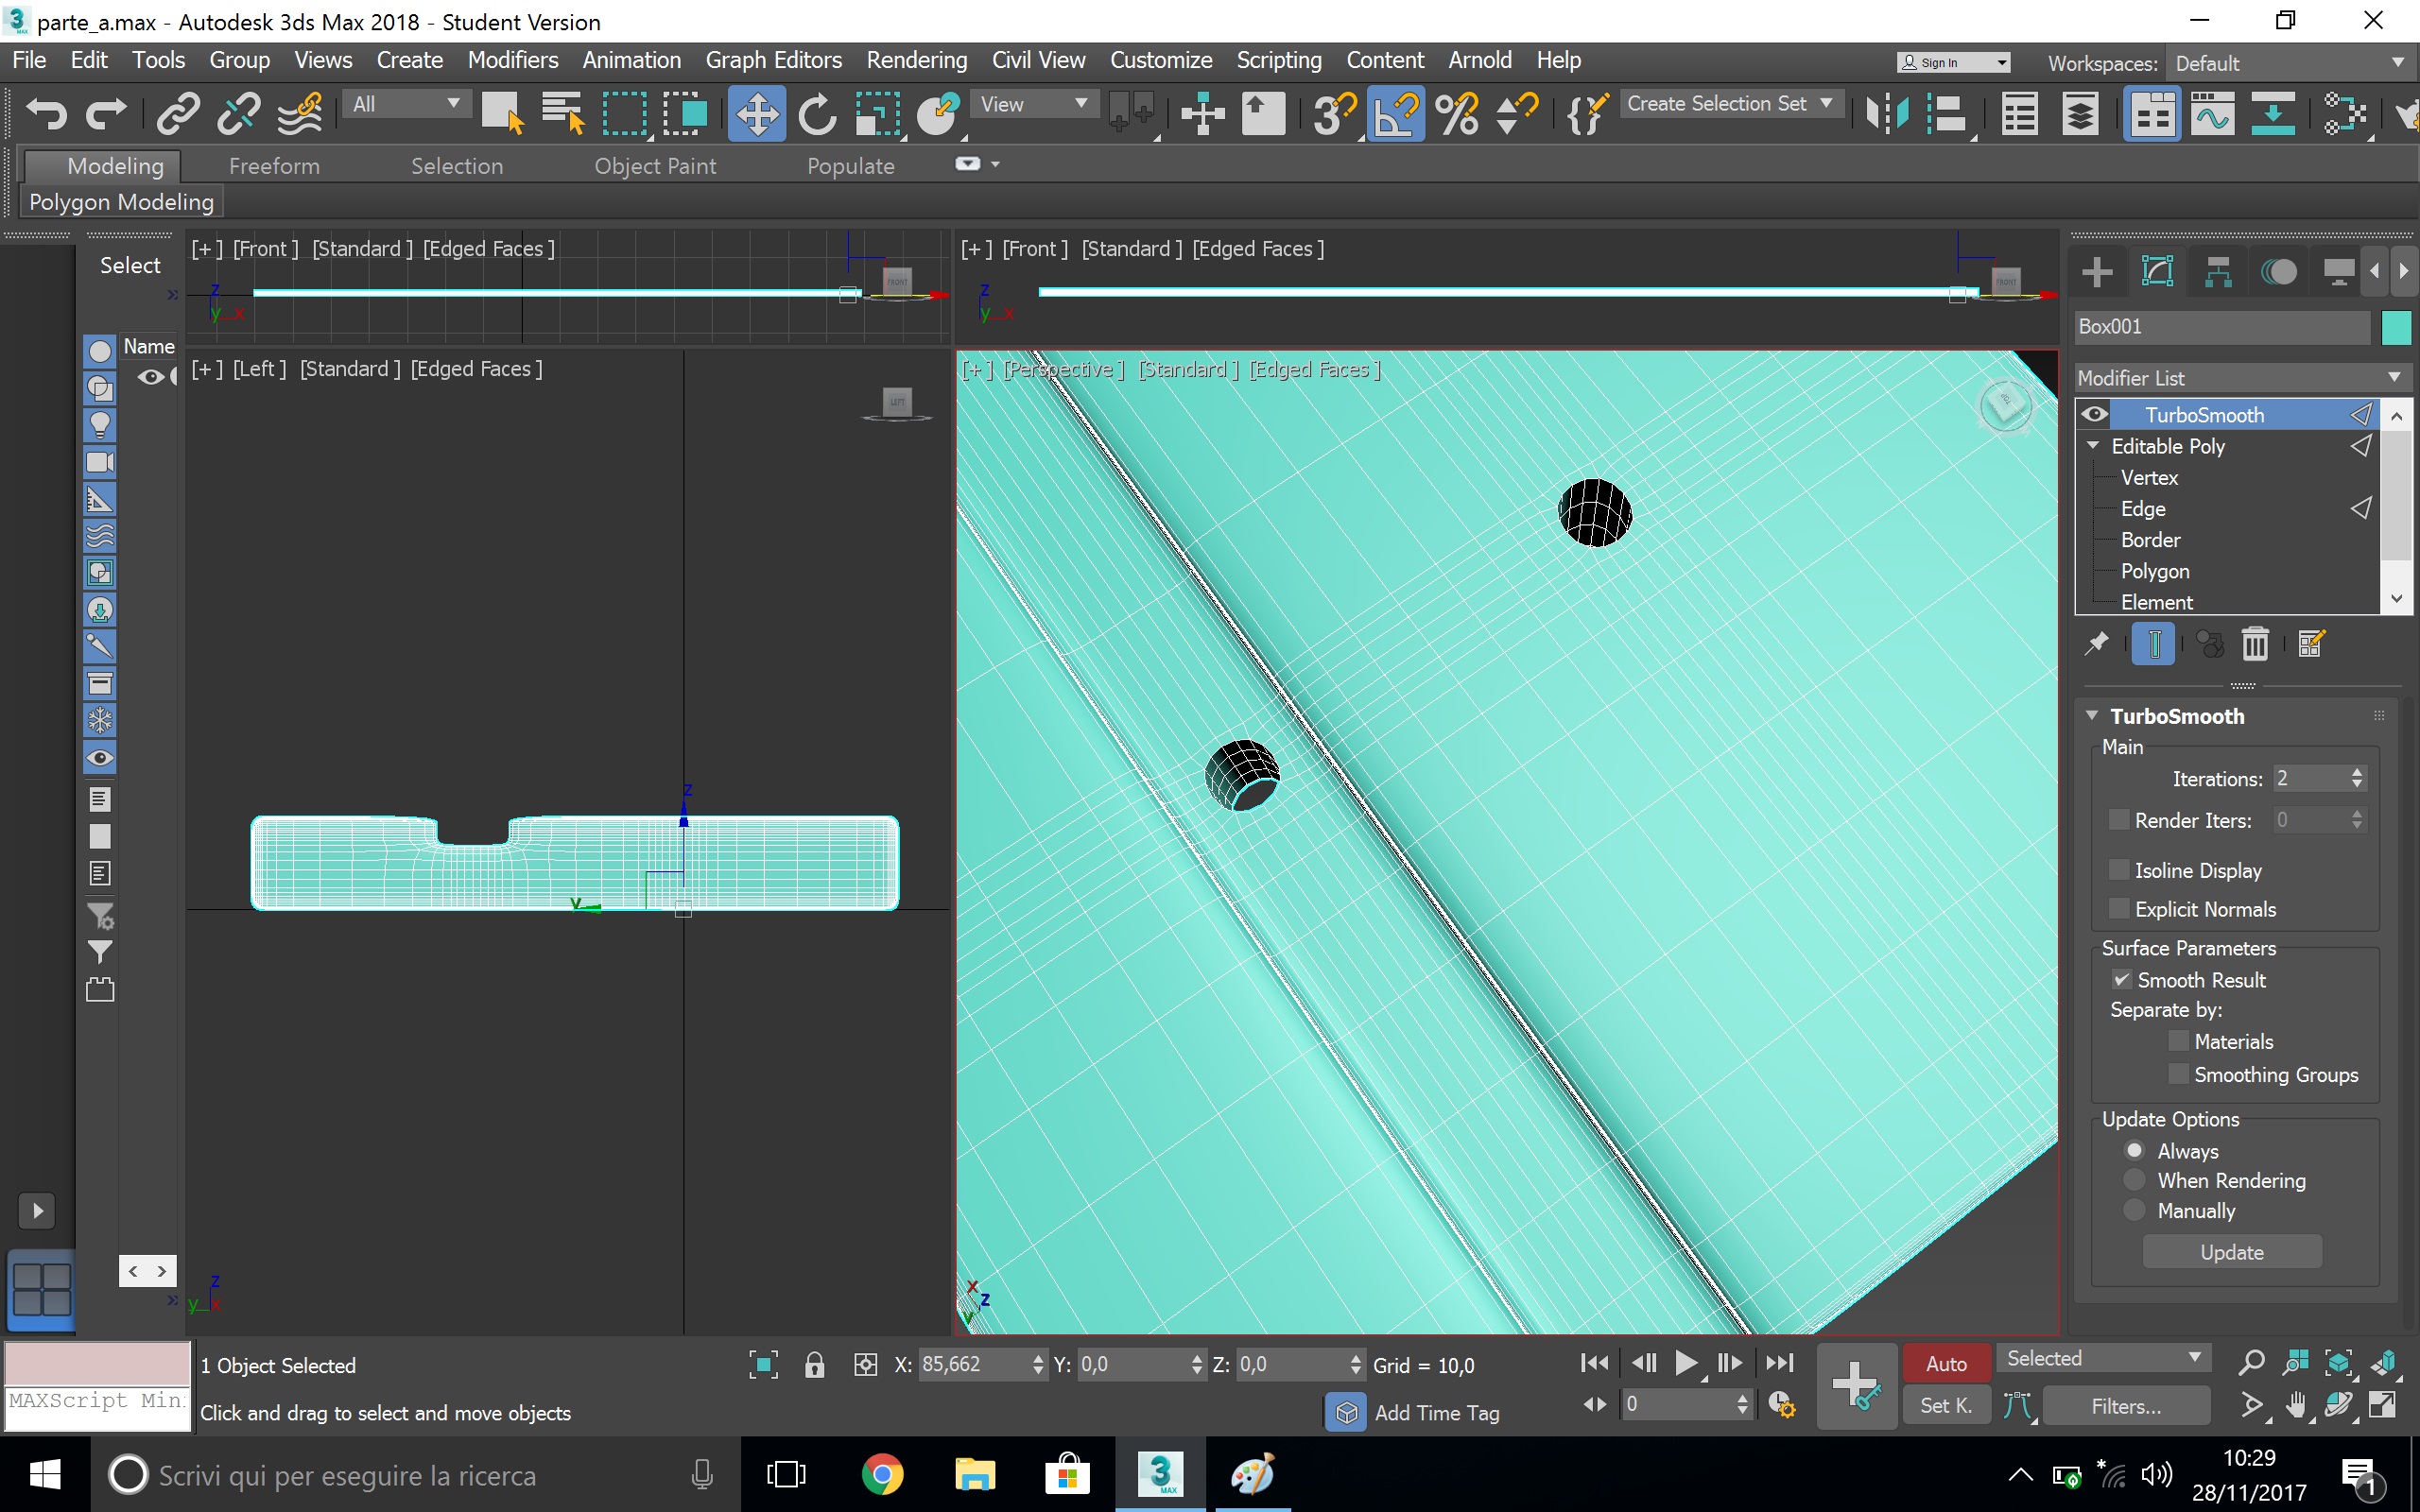 parte_a.max - Autodesk 3ds Max 2018 - Student Version
File Edit Tools Group Views Create Modifiers Animation Graph Editors Rendering Civil View Customize Scripting Content Arnold Help
Sign In Workspaces: Default
All View Create Selection Set
Modeling Freeform Selection Object Paint Populate
Polygon Modeling
Select
Name
[+] [Front] [Standard] [Edged Faces]
FRONT
z
y x
[+] [Front] [Standard] [Edged Faces]
FRONT
z
y x
[+] [Left] [Standard] [Edged Faces]
LEFT
z
y
z
y x
[+] [Perspective] [Standard] [Edged Faces]
TOP
x
z
y
Box001
Modifier List
TurboSmooth
Editable Poly
Vertex
Edge
Border
Polygon
Element
TurboSmooth
Main
Iterations: 2
Render Iters: 0
Isoline Display
Explicit Normals
Surface Parameters
Smooth Result
Separate by:
Materials
Smoothing Groups
Update Options
Always
When Rendering
Manually
Update
1 Object Selected
X: 85,662 Y: 0,0 Z: 0,0 Grid = 10,0
Auto Selected
MAXScript Min
Click and drag to select and move objects
Add Time Tag
0
Set K. Filters...
Scrivi qui per eseguire la ricerca
3
MAX
10:29
28/11/2017
1